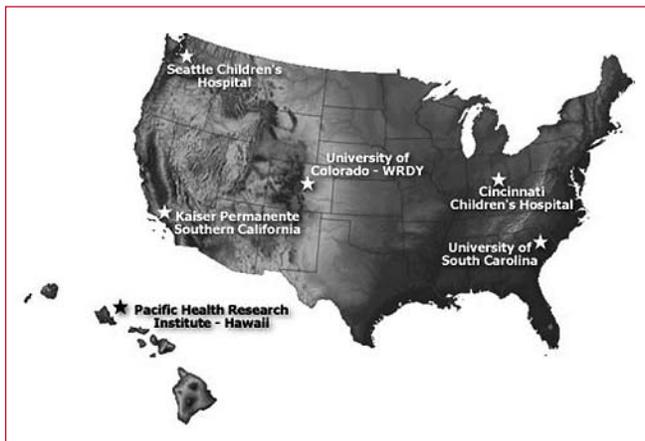 Seattle Children's
Hospital
University of
Colorado - WRDY
Cincinnati
Children's Hospital
Kaiser Permanente
Southern California
University of
South Carolina
Pacific Health Research
Institute - Hawaii